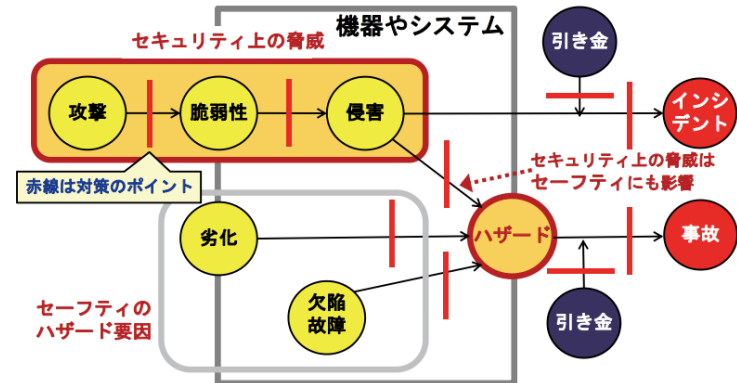 機器やシステム
セキュリティ上の脅威
引き金
攻撃
脆弱性
侵害
インシ
デント
赤線は対策のポイント
セキュリティ上の脅威は
セーフティにも影響
劣化
ハザード
事故
欠陥
故障
セーフティの
ハザード要因
引き金